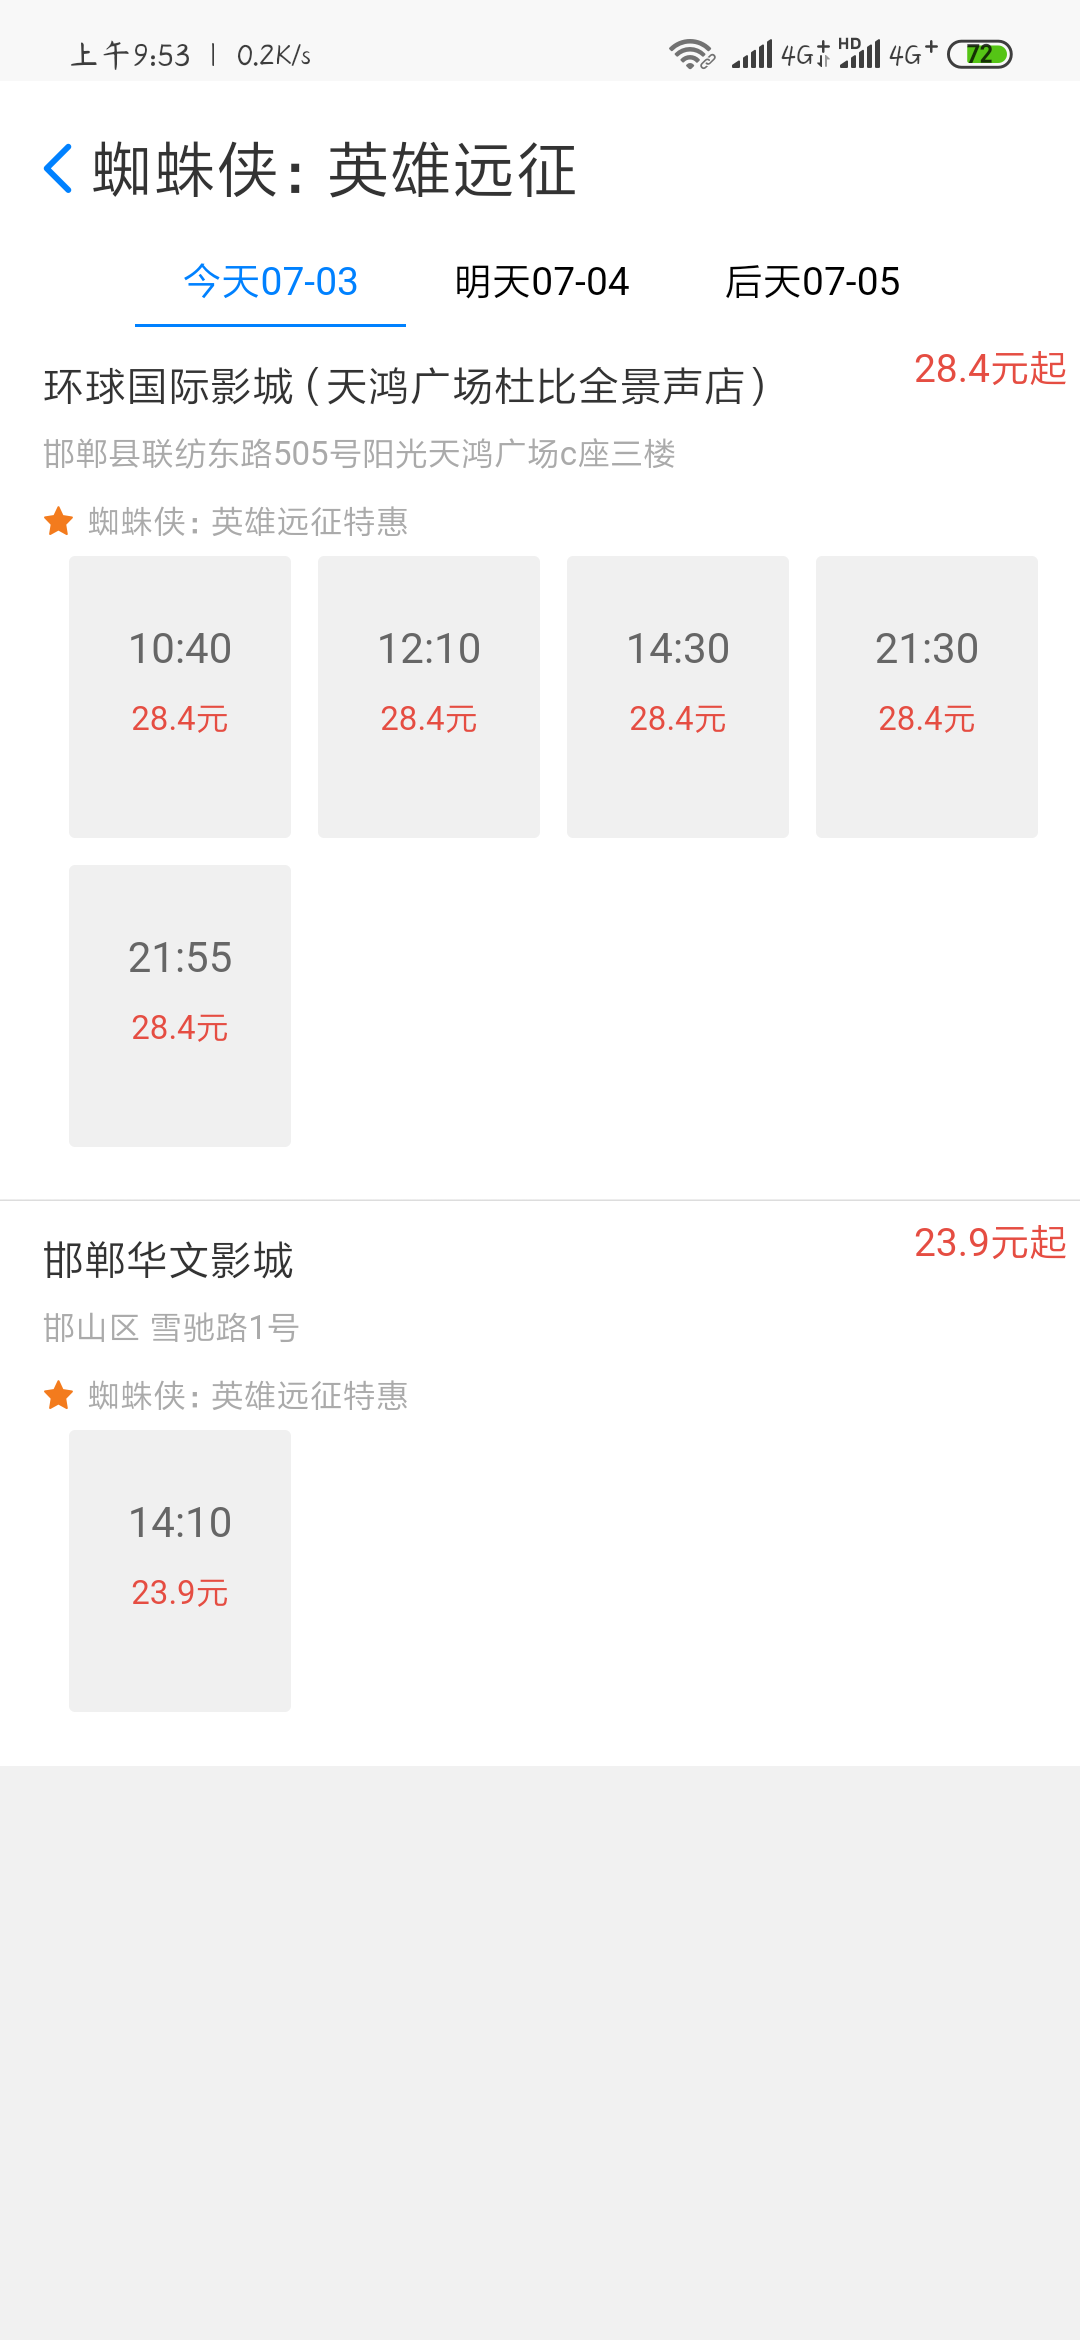 上午9:53 | 0.2K/s 4G+ HD 4G+ 72
蜘蛛侠：英雄远征
今天07-03 明天07-04 后天07-05
环球国际影城（天鸿广场杜比全景声店） 28.4元起
邯郸县联纺东路505号阳光天鸿广场c座三楼
蜘蛛侠：英雄远征特惠
10:40 12:10 14:30 21:30
28.4元 28.4元 28.4元 28.4元
21:55
28.4元
邯郸华文影城 23.9元起
邯山区 雪驰路1号
蜘蛛侠：英雄远征特惠
14:10
23.9元